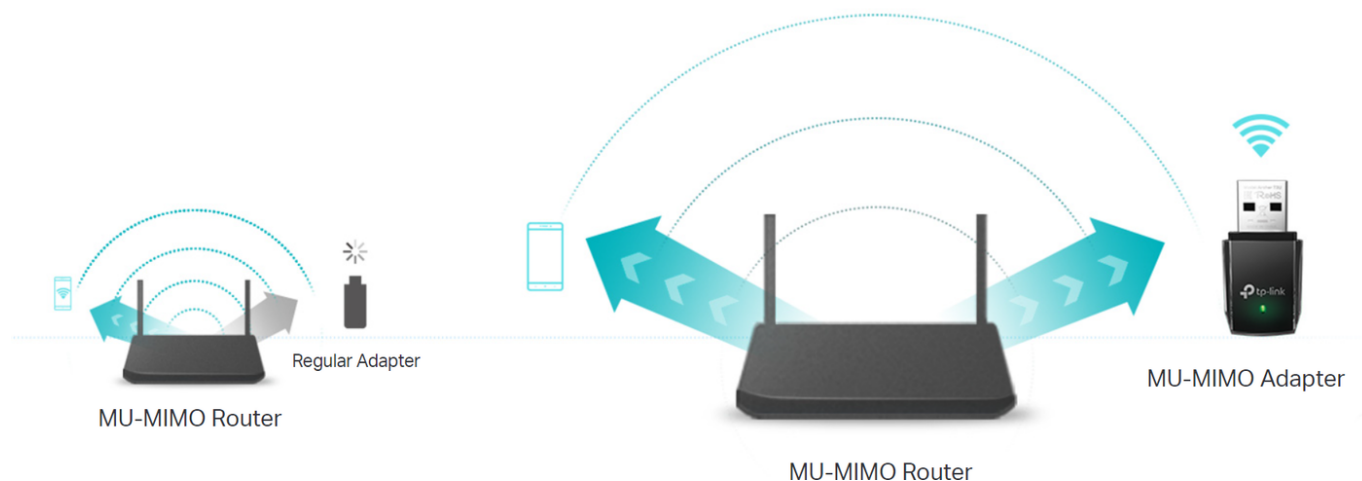 Regular Adapter
MU-MIMO Router
tp-link
MU-MIMO Adapter
MU-MIMO Router